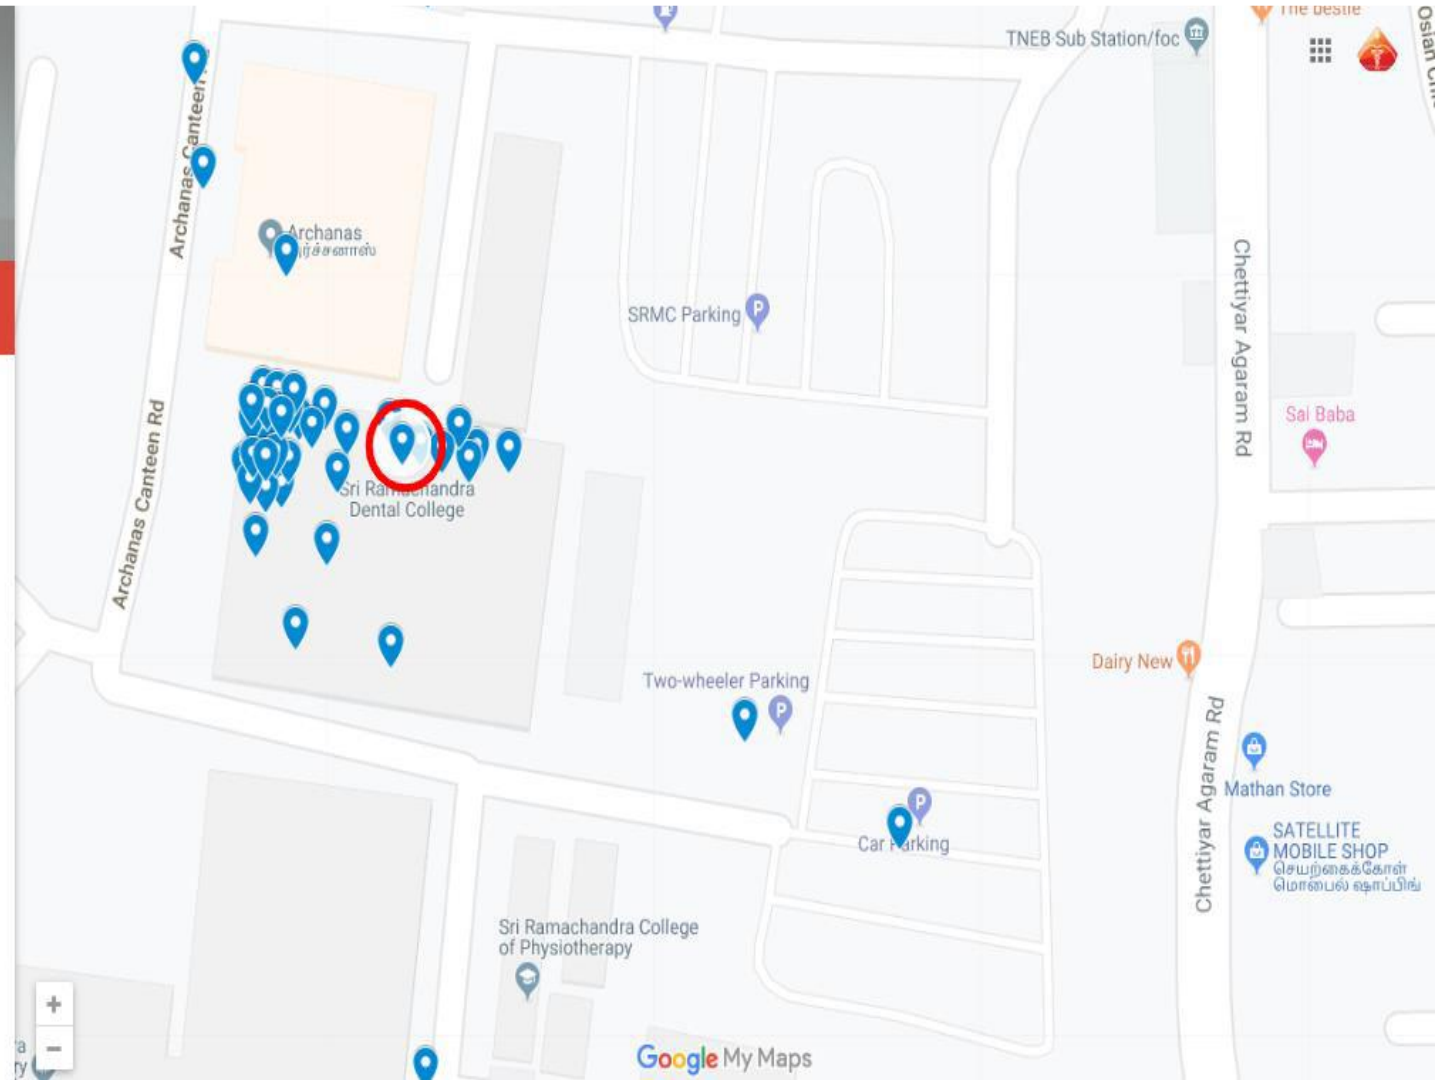 The bestie
TNEB Sub Station/foc
Osian
Archanas Canteen
Archanas
அர்ச்சனாஸ்
SRMC Parking
P
Chettiyar Agaram Rd
Sai Baba
Archanas Canteen Rd
Sri Ramachandra
Dental College
Dairy New
Two-wheeler Parking
P
Chettiyar Agaram Rd
Mathan Store
P
Car Parking
SATELLITE
MOBILE SHOP
செயற்கைக்கோள்
மொபைல் ஷாப்பிங்
Sri Ramachandra College
of Physiotherapy
+
−
Google My Maps